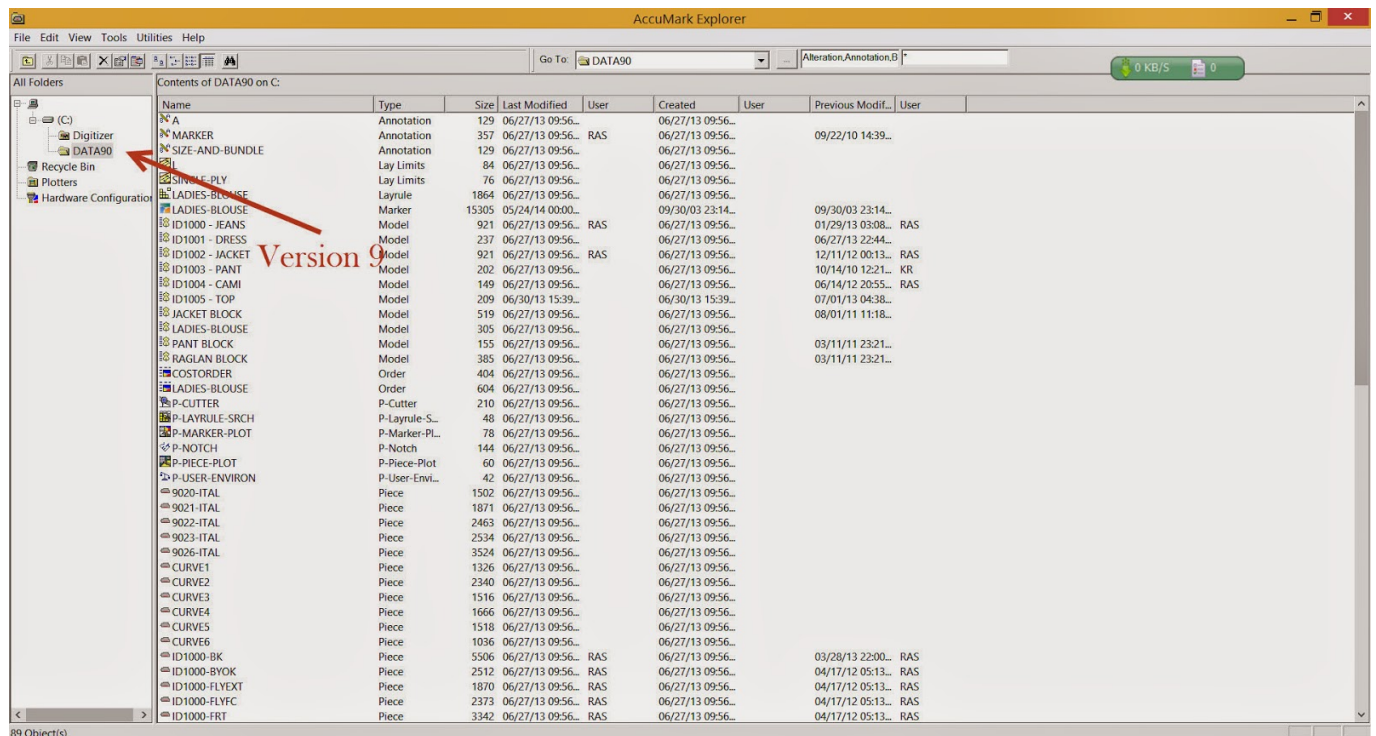 AccuMark Explorer
File Edit View Tools Utilities Help
Go To: DATA90 ... Alteration,Annotation,B *
0 KB/S 0
All Folders Contents of DATA90 on C:
Name Type Size Last Modified User Created User Previous Modif... User
(C:)
Digitizer
DATA90
Recycle Bin
Plotters
Hardware Configuration
Version 9
A Annotation 129 06/27/13 09:56... 06/27/13 09:56...
MARKER Annotation 357 06/27/13 09:56... RAS 06/27/13 09:56... 09/22/10 14:39...
SIZE-AND-BUNDLE Annotation 129 06/27/13 09:56... 06/27/13 09:56...
L Lay Limits 84 06/27/13 09:56... 06/27/13 09:56...
SINGLE-PLY Lay Limits 76 06/27/13 09:56... 06/27/13 09:56...
LADIES-BLOUSE Layrule 1864 06/27/13 09:56... 06/27/13 09:56...
LADIES-BLOUSE Marker 15305 05/24/14 00:00... 09/30/03 23:14... 09/30/03 23:14...
ID1000 - JEANS Model 921 06/27/13 09:56... RAS 06/27/13 09:56... 01/29/13 03:08... RAS
ID1001 - DRESS Model 237 06/27/13 09:56... 06/27/13 09:56... 06/27/13 22:44...
ID1002 - JACKET Model 921 06/27/13 09:56... RAS 06/27/13 09:56... 12/11/12 00:13... RAS
ID1003 - PANT Model 202 06/27/13 09:56... 06/27/13 09:56... 10/14/10 12:21... KR
ID1004 - CAMI Model 149 06/27/13 09:56... 06/27/13 09:56... 06/14/12 20:55... RAS
ID1005 - TOP Model 209 06/30/13 15:39... 06/30/13 15:39... 07/01/13 04:38...
JACKET BLOCK Model 519 06/27/13 09:56... 06/27/13 09:56... 08/01/11 11:18...
LADIES-BLOUSE Model 305 06/27/13 09:56... 06/27/13 09:56...
PANT BLOCK Model 155 06/27/13 09:56... 06/27/13 09:56... 03/11/11 23:21...
RAGLAN BLOCK Model 385 06/27/13 09:56... 06/27/13 09:56... 03/11/11 23:21...
COSTORDER Order 404 06/27/13 09:56... 06/27/13 09:56...
LADIES-BLOUSE Order 604 06/27/13 09:56... 06/27/13 09:56...
P-CUTTER P-Cutter 210 06/27/13 09:56... 06/27/13 09:56...
P-LAYRULE-SRCH P-Layrule-S... 48 06/27/13 09:56... 06/27/13 09:56...
P-MARKER-PLOT P-Marker-Pl... 78 06/27/13 09:56... 06/27/13 09:56...
P-NOTCH P-Notch 144 06/27/13 09:56... 06/27/13 09:56...
P-PIECE-PLOT P-Piece-Plot 60 06/27/13 09:56... 06/27/13 09:56...
P-USER-ENVIRON P-User-Envi... 42 06/27/13 09:56... 06/27/13 09:56...
9020-ITAL Piece 1502 06/27/13 09:56... 06/27/13 09:56...
9021-ITAL Piece 1871 06/27/13 09:56... 06/27/13 09:56...
9022-ITAL Piece 2463 06/27/13 09:56... 06/27/13 09:56...
9023-ITAL Piece 2534 06/27/13 09:56... 06/27/13 09:56...
9026-ITAL Piece 3524 06/27/13 09:56... 06/27/13 09:56...
CURVE1 Piece 1326 06/27/13 09:56... 06/27/13 09:56...
CURVE2 Piece 2340 06/27/13 09:56... 06/27/13 09:56...
CURVE3 Piece 1516 06/27/13 09:56... 06/27/13 09:56...
CURVE4 Piece 1666 06/27/13 09:56... 06/27/13 09:56...
CURVE5 Piece 1518 06/27/13 09:56... 06/27/13 09:56...
CURVE6 Piece 1036 06/27/13 09:56... 06/27/13 09:56...
ID1000-BK Piece 5506 06/27/13 09:56... RAS 06/27/13 09:56... 03/28/13 22:00... RAS
ID1000-BYOK Piece 2512 06/27/13 09:56... RAS 06/27/13 09:56... 04/17/12 05:13... RAS
ID1000-FLYEXT Piece 1870 06/27/13 09:56... RAS 06/27/13 09:56... 04/17/12 05:13... RAS
ID1000-FLYFC Piece 2373 06/27/13 09:56... RAS 06/27/13 09:56... 04/17/12 05:13... RAS
ID1000-FRT Piece 3342 06/27/13 09:56... RAS 06/27/13 09:56... 04/17/12 05:13... RAS
89 Object(s)